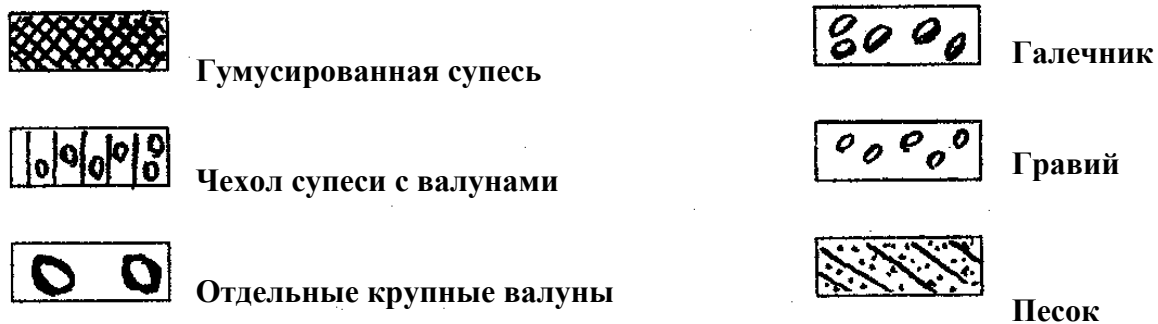 Гумусированная супесь
Чехол супеси с валунами
Отдельные крупные валуны
Галечник
Гравий
Песок